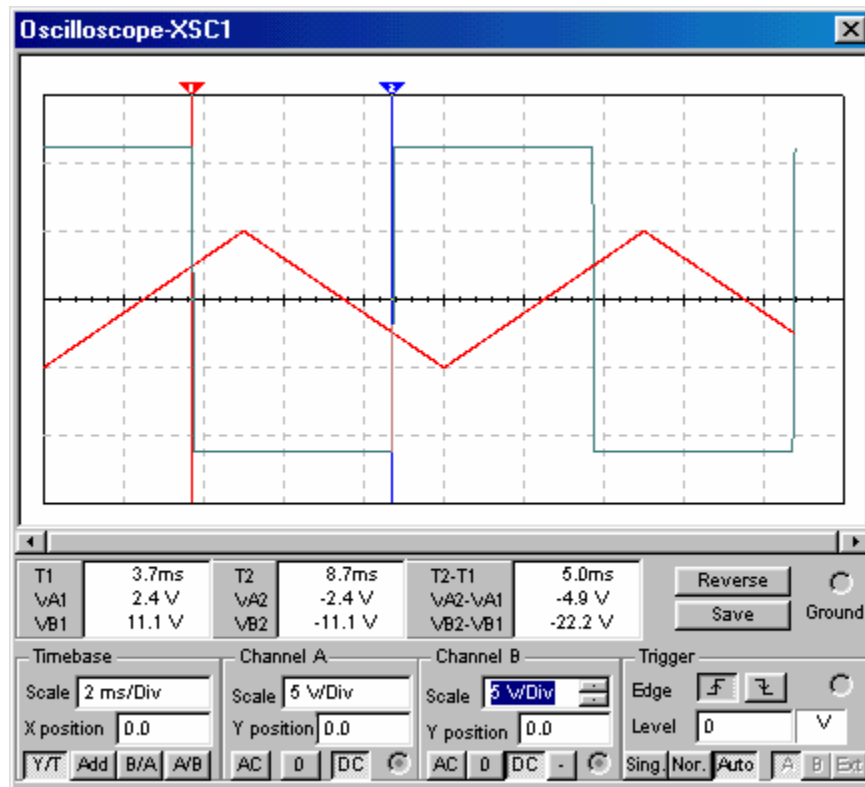 Oscilloscope-XSC1
1 2
T1 3.7ms T2 8.7ms T2-T1 5.0ms
VA1 2.4 V VA2 -2.4 V VA2-VA1 -4.9 V
VB1 11.1 V VB2 -11.1 V VB2-VB1 -22.2 V
Reverse
Save
Ground
Timebase Channel A Channel B Trigger
Scale 2 ms/Div Scale 5 V/Div Scale 5 V/Div Edge
X position 0.0 Y position 0.0 Y position 0.0 Level 0 V
Y/T Add B/A A/B AC 0 DC AC 0 DC - Sing. Nor. Auto A B Ext